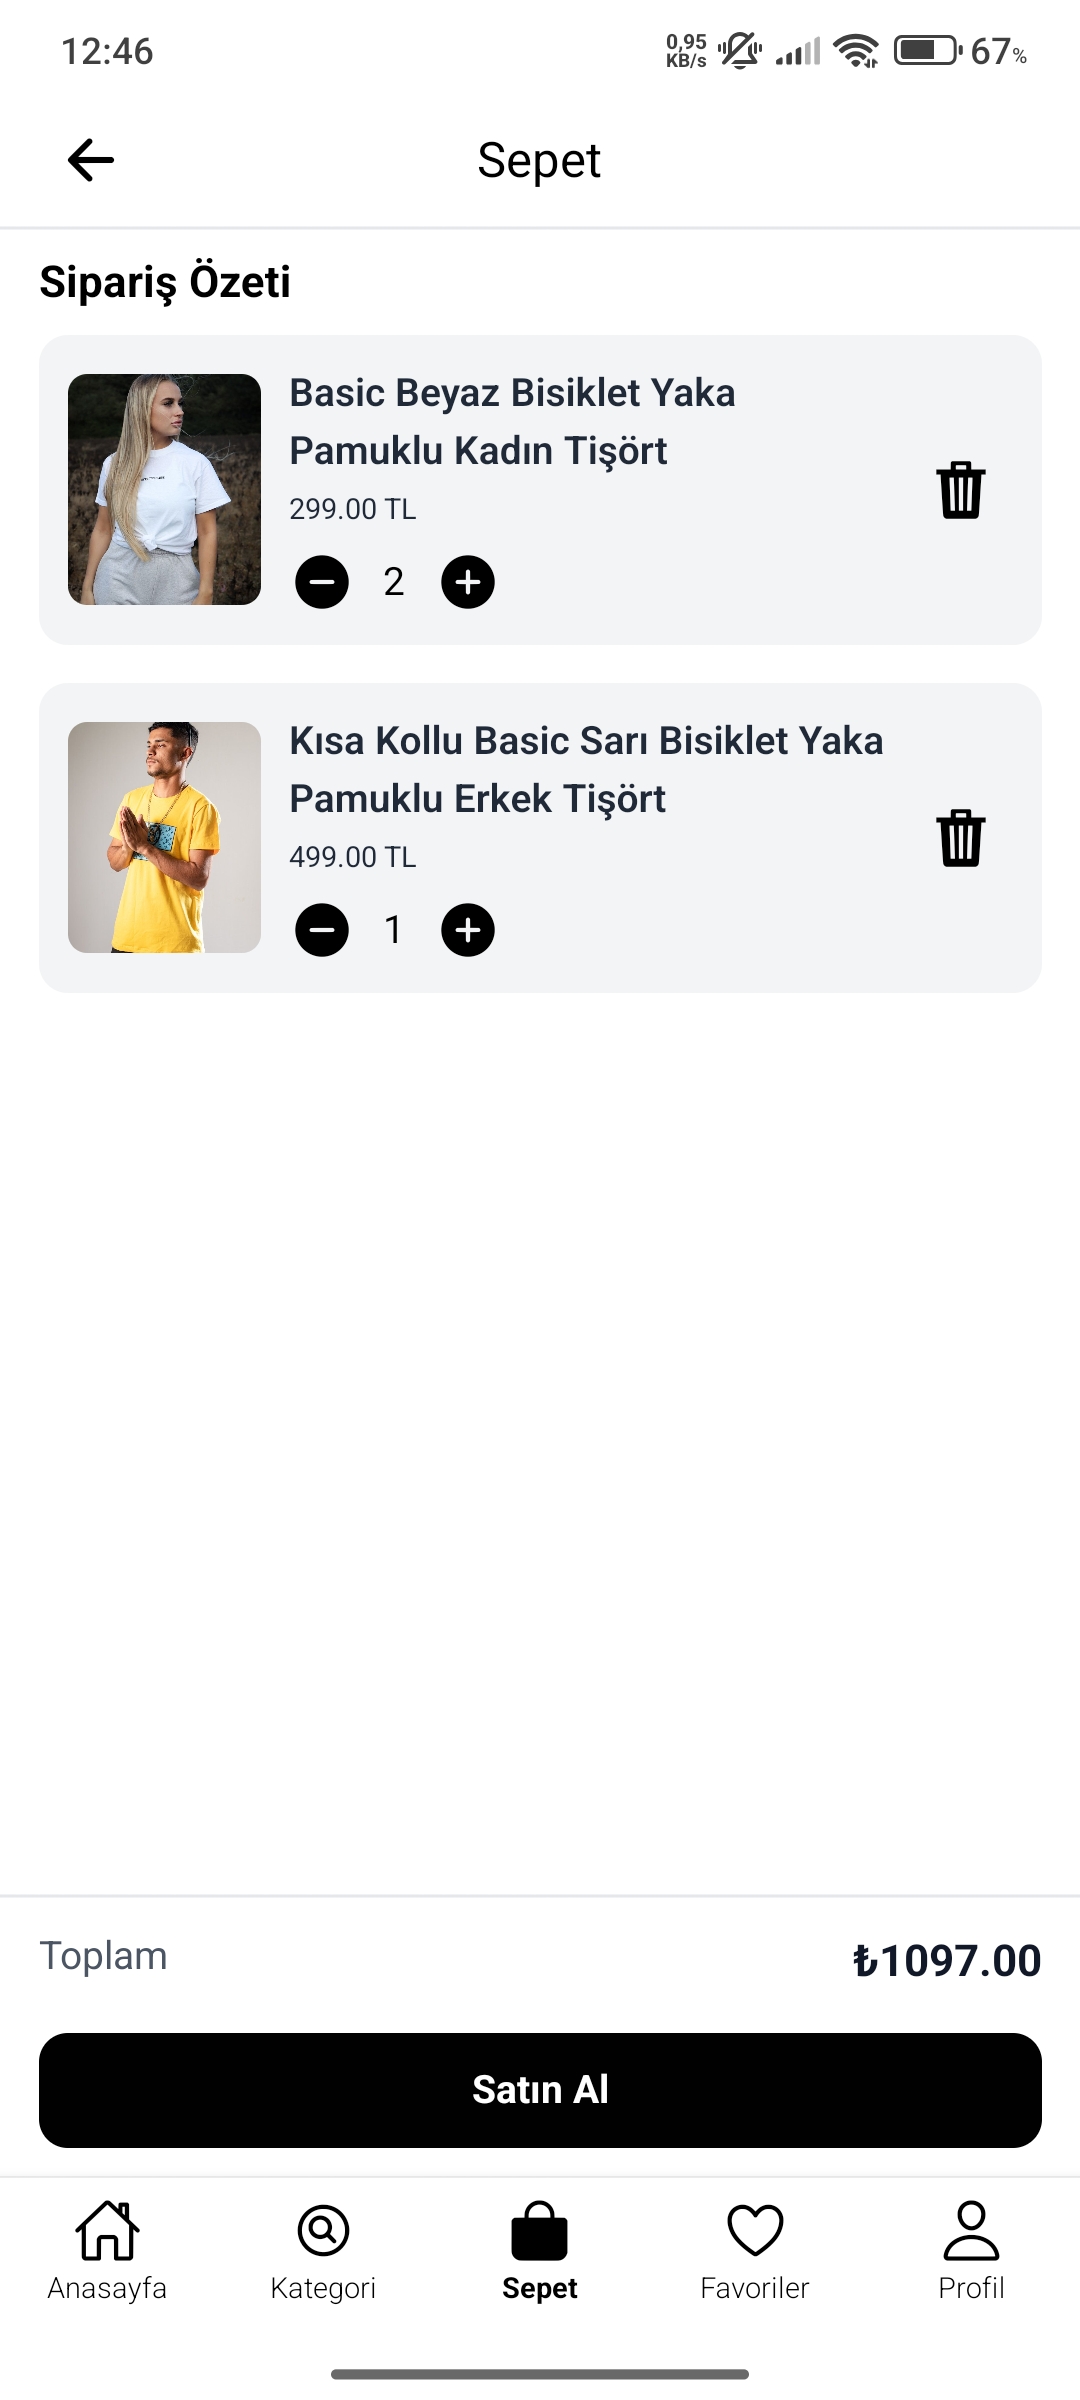 12:46
0,95
KB/s
67%
Sepet
Sipariş Özeti
Basic Beyaz Bisiklet Yaka
Pamuklu Kadın Tişört
299.00 TL
2
Kısa Kollu Basic Sarı Bisiklet Yaka
Pamuklu Erkek Tişört
499.00 TL
1
Toplam
₺1097.00
Satın Al
Anasayfa
Kategori
Sepet
Favoriler
Profil